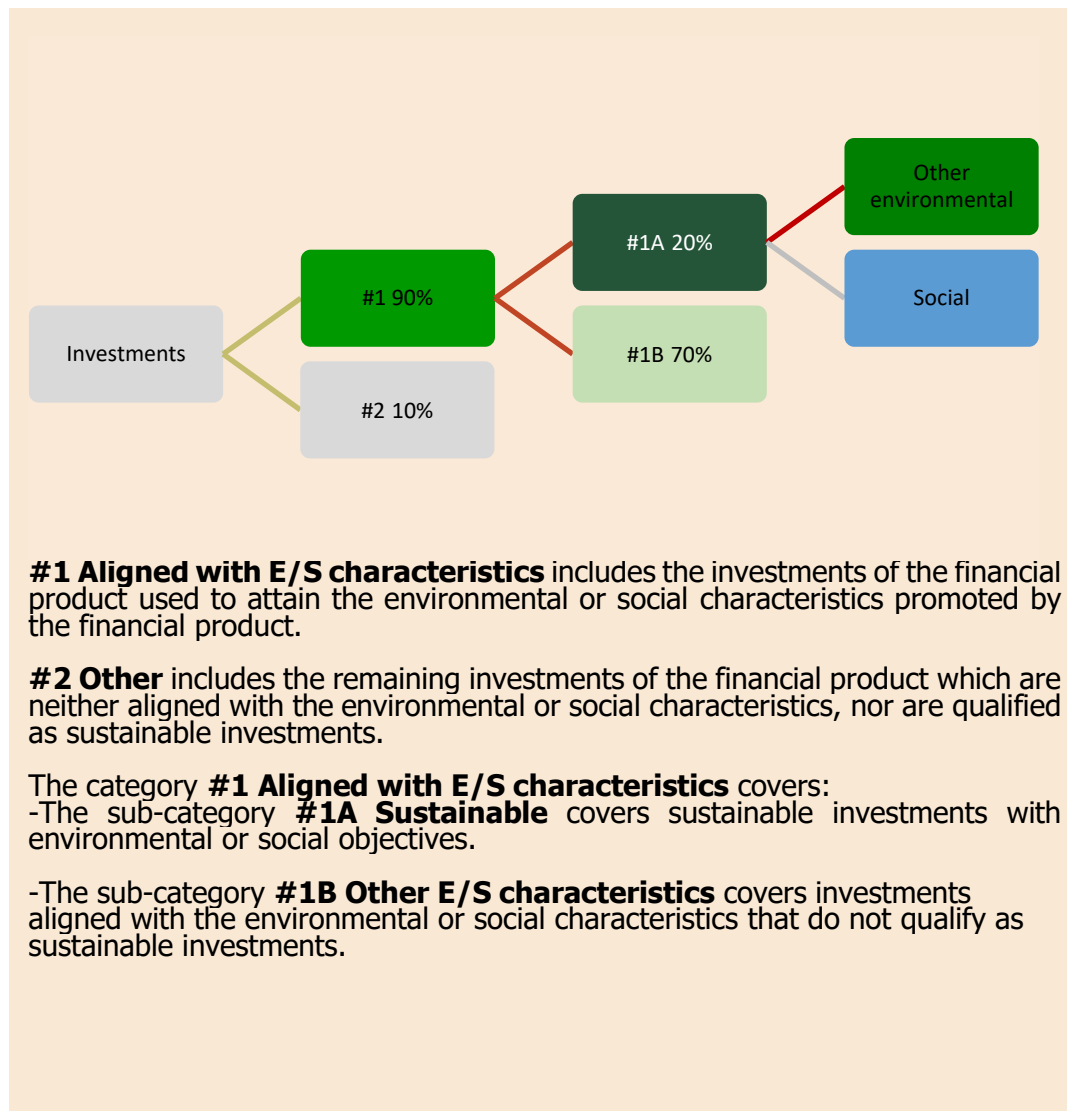 Other
environmental
#1A 20%
#1 90%
Social
Investments
#1B 70%
#2 10%
#1 Aligned with E/S characteristics includes the investments of the financial
product used to attain the environmental or social characteristics promoted by
the financial product.
#2 Other includes the remaining investments of the financial product which are
neither aligned with the environmental or social characteristics, nor are qualified
as sustainable investments.
The category #1 Aligned with E/S characteristics covers:
-The sub-category #1A Sustainable covers sustainable investments with
environmental or social objectives.
-The sub-category #1B Other E/S characteristics covers investments
aligned with the environmental or social characteristics that do not qualify as
sustainable investments.